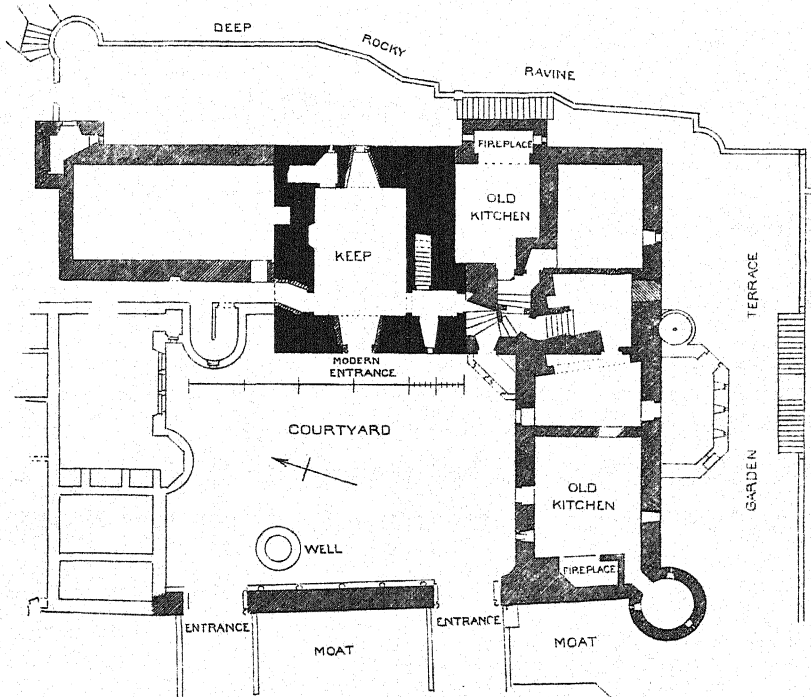 DEEP
ROCKY
RAVINE
FIREPLACE
OLD
KITCHEN
KEEP
TERRACE
MODERN
ENTRANCE
COURTYARD
GARDEN
OLD
KITCHEN
WELL
FIREPLACE
ENTRANCE
ENTRANCE
MOAT
MOAT